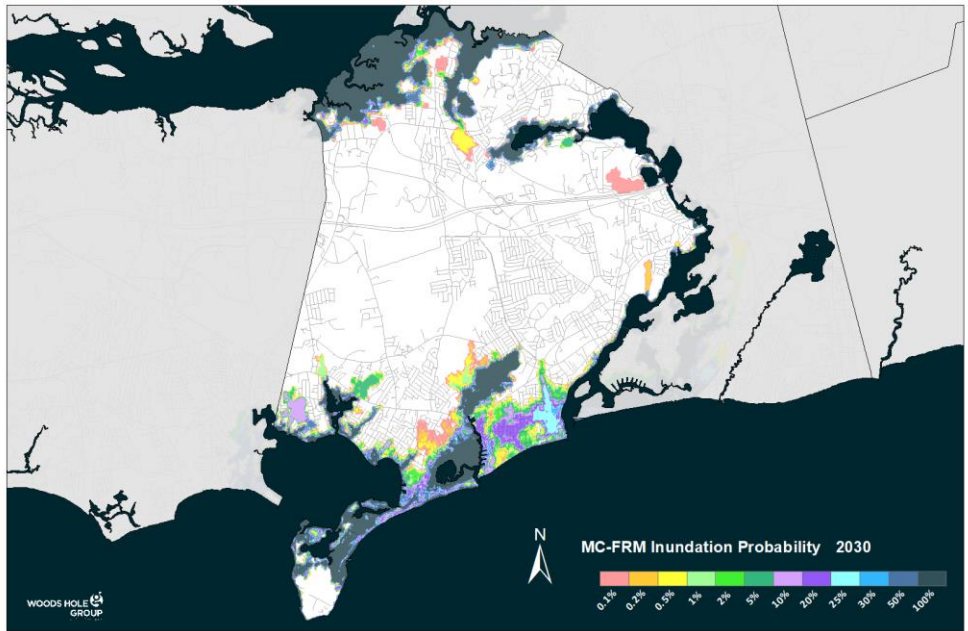 N
MC-FRM Inundation Probability 2030
0.1% 0.2% 0.5% 1% 2% 5% 10% 20% 25% 30% 50% 100%
WOODS HOLE
GROUP